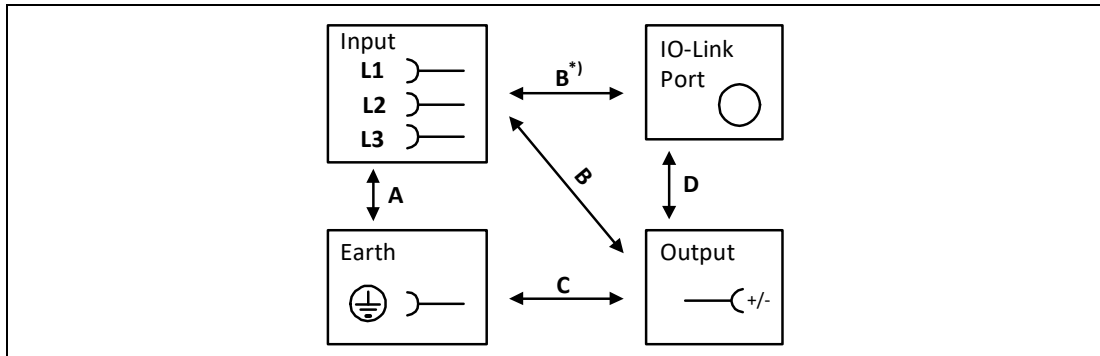 Input
L1
L2
L3
B*)
IO-Link
Port
A
B
D
Earth
C
Output
+/-